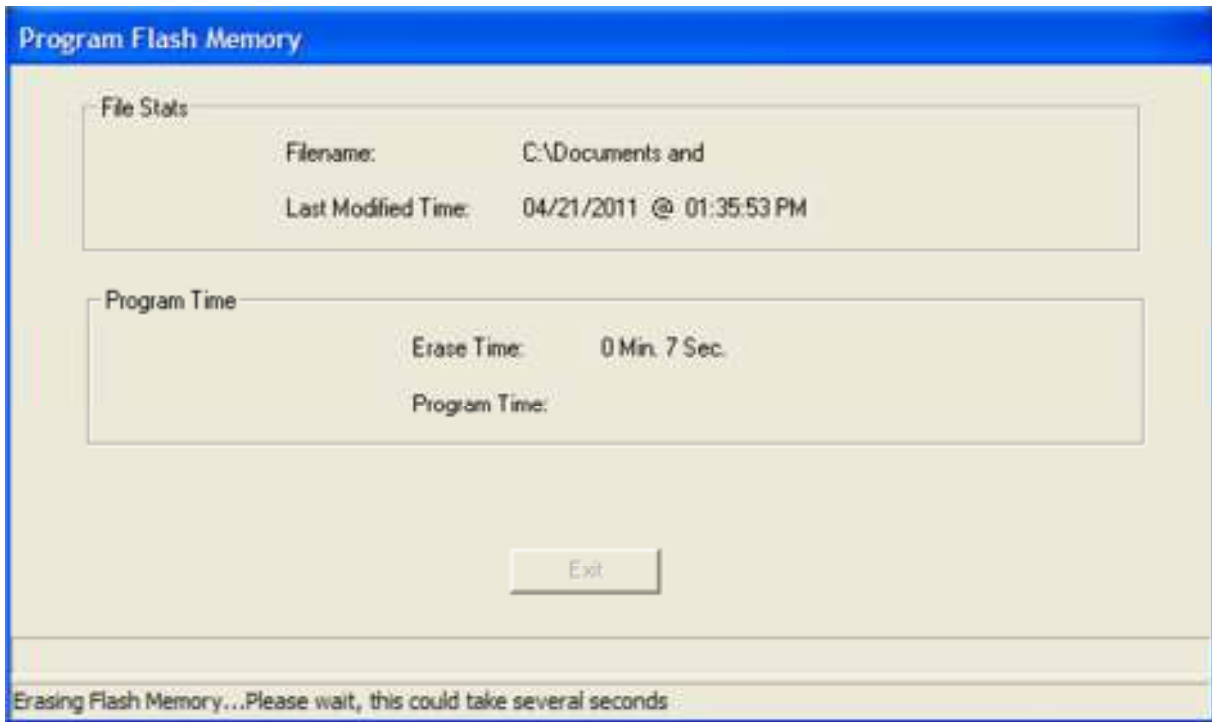 Program Flash Memory
File Stats
Filename: C:\Documents and
Last Modified Time: 04/21/2011 @ 01:35:53 PM
Program Time
Erase Time: 0 Min. 7 Sec.
Program Time:
Exit
Erasing Flash Memory...Please wait, this could take several seconds